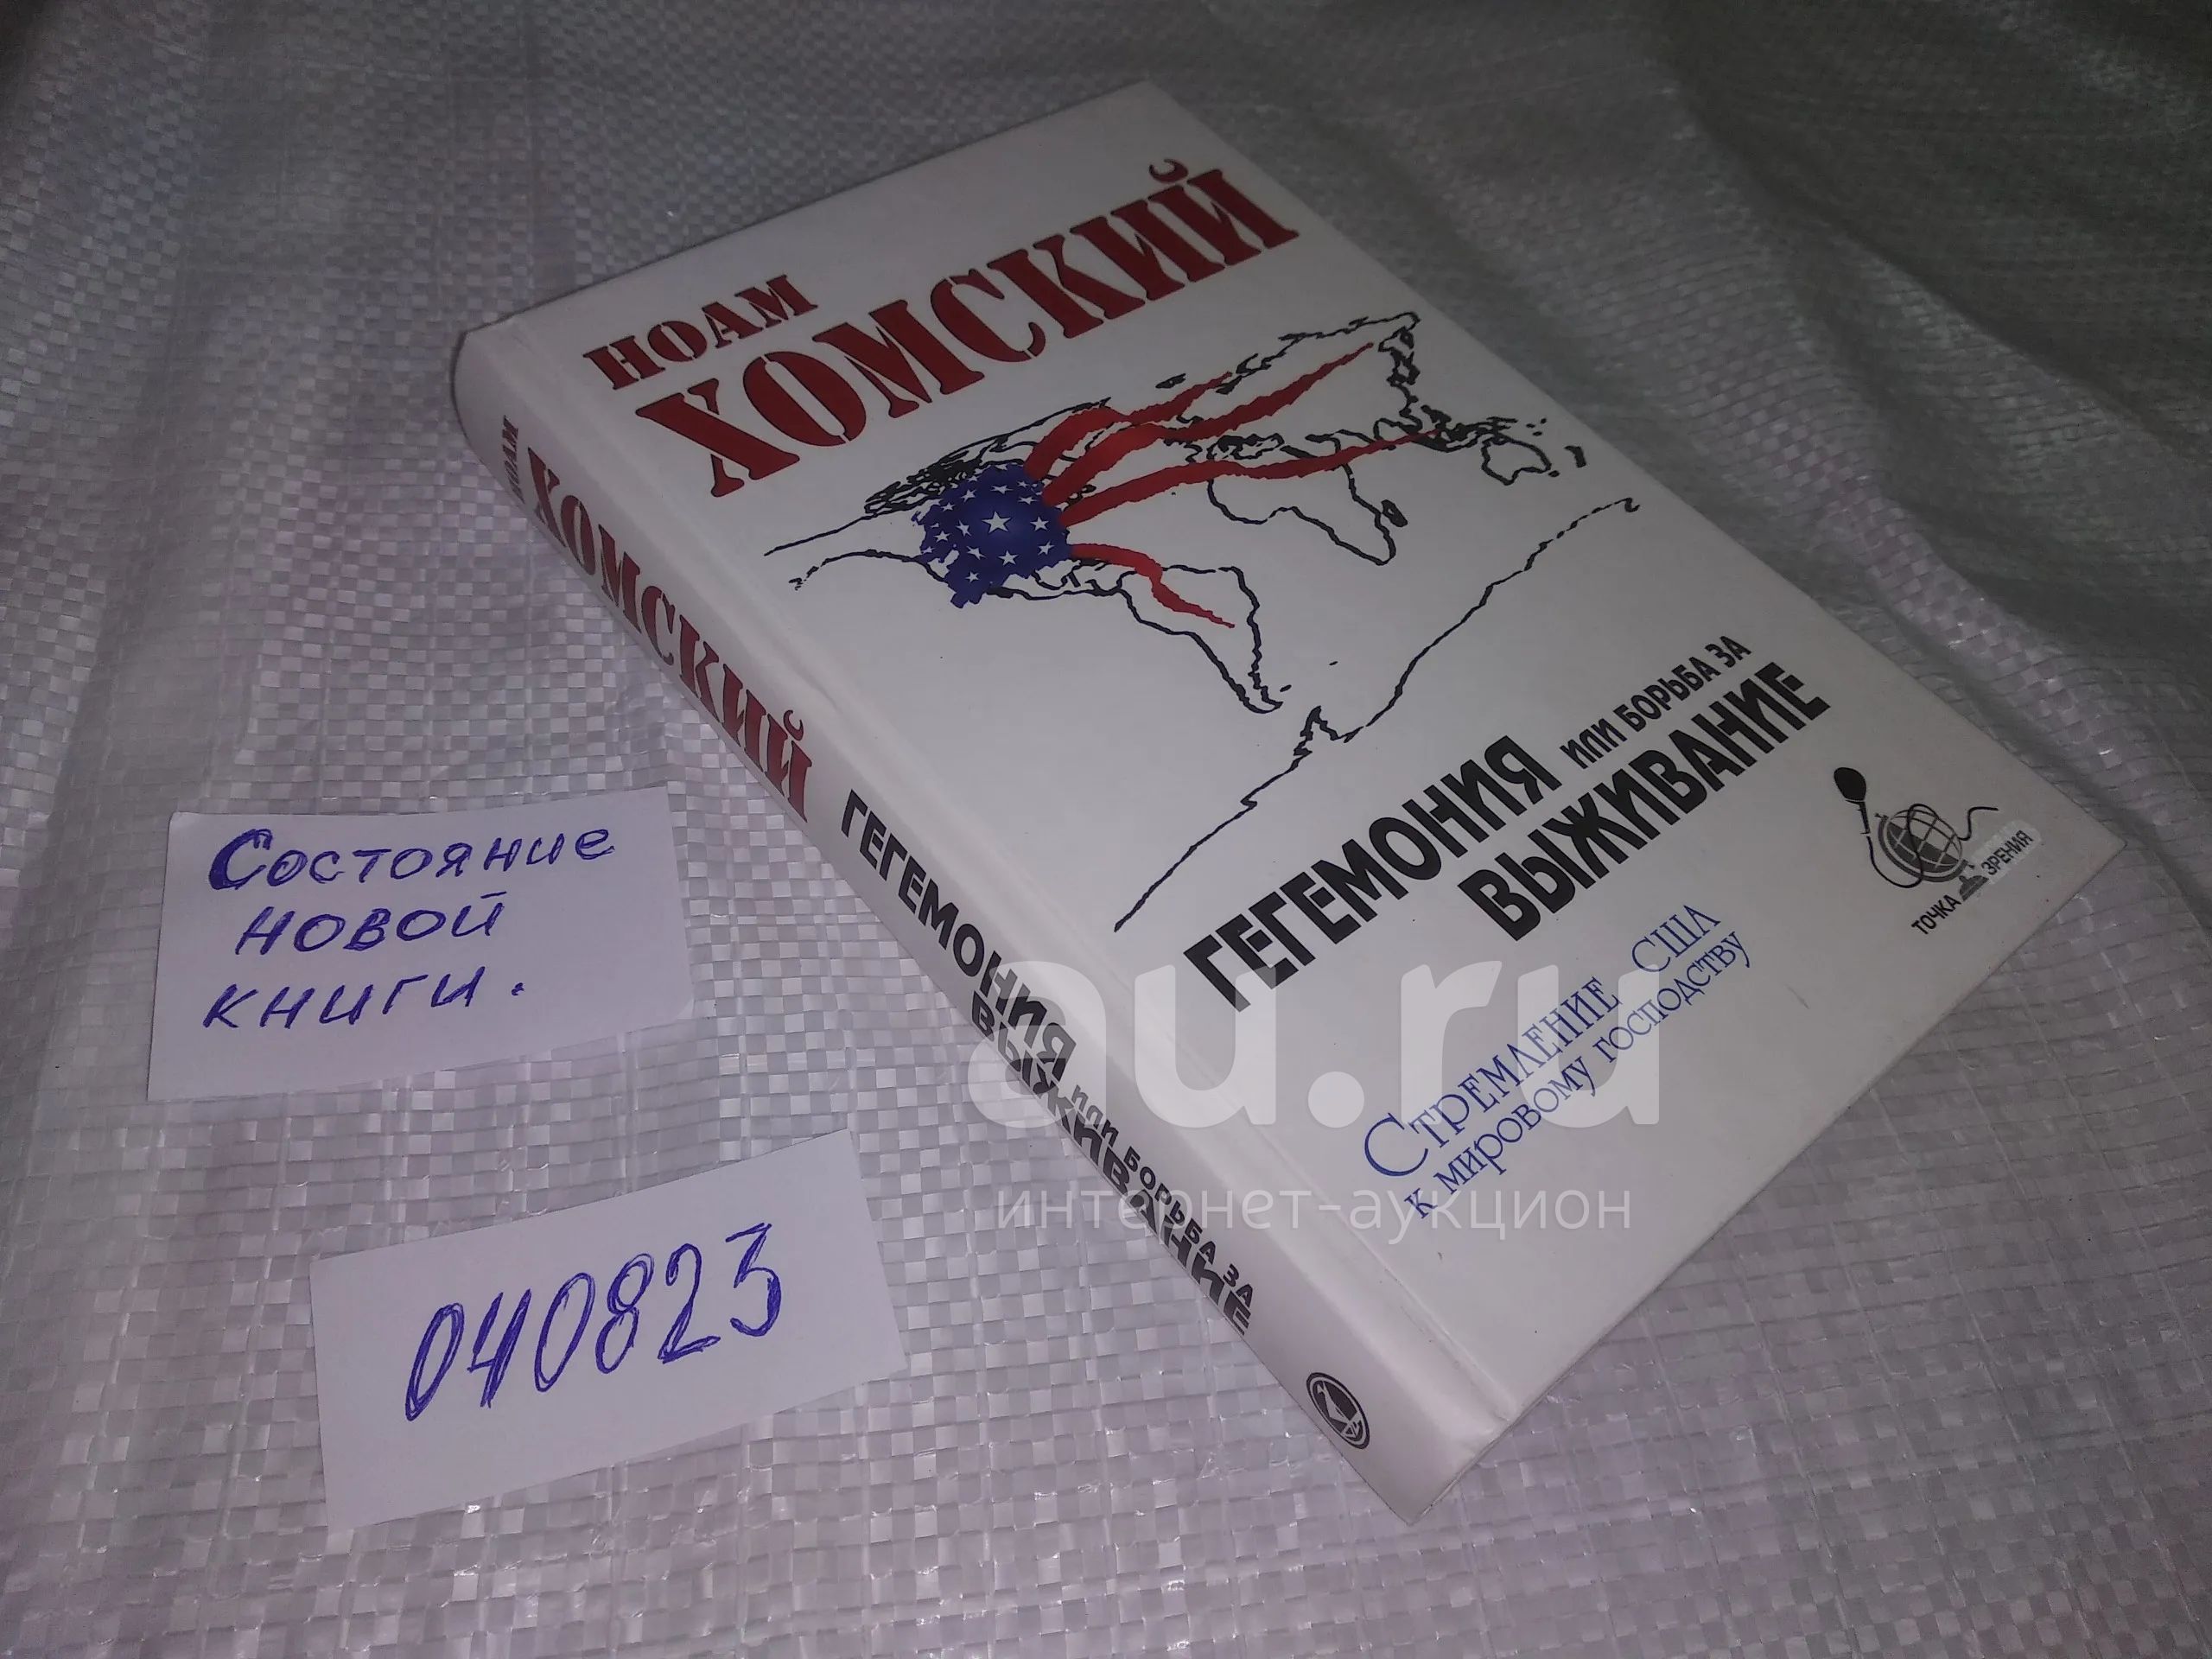 НОАМ
ХОМСКИЙ
ГЕГЕМОНИЯ ИЛИ БОРЬБА ЗА
ВЫЖИВАНИЕ
СТРЕМЛЕНИЕ США
К МИРОВОМУ ГОСПОДСТВУ
ТОЧКА ЗРЕНИЯ
НОАМ
ХОМСКИЙ
ГЕГЕМОНИЯ ИЛИ БОРЬБА ЗА
ВЫЖИВАНИЕ
Состояние
новой
книги.
040823
au.ru
интернет-аукцион